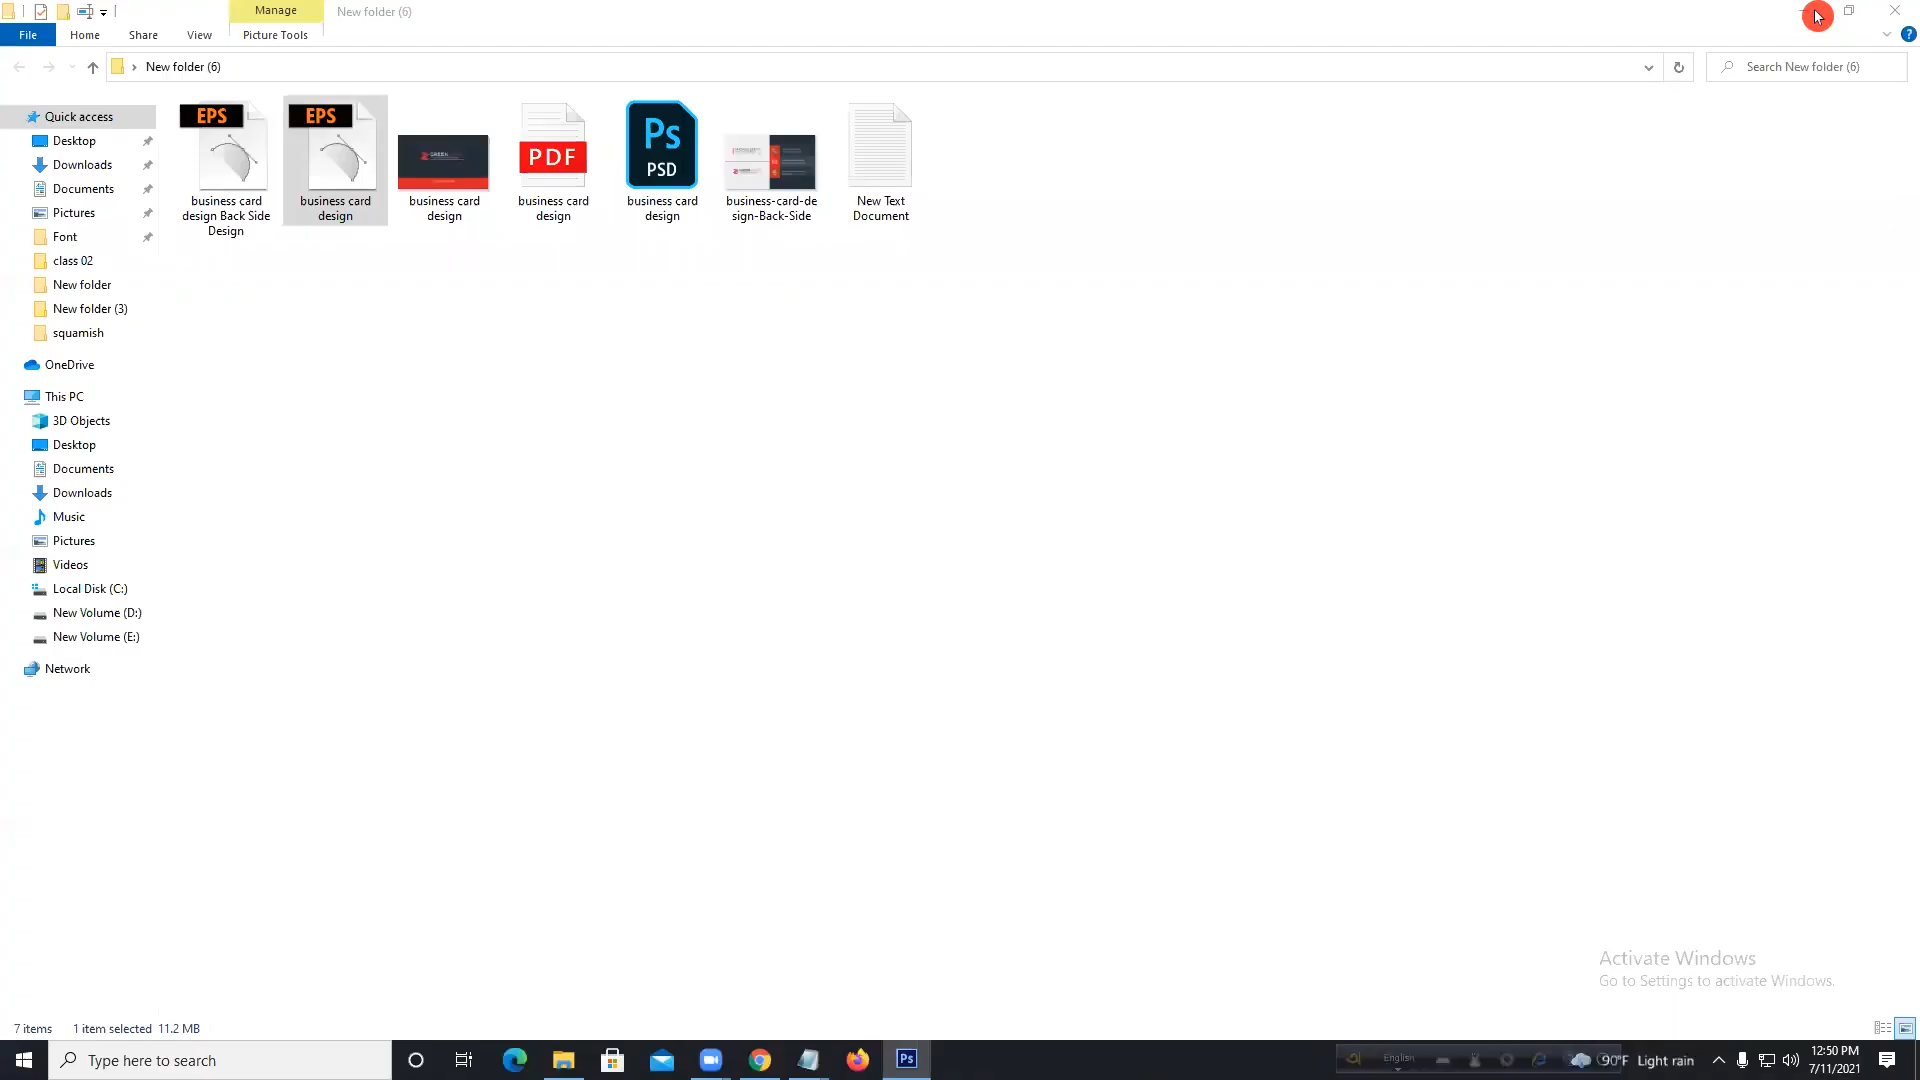 Manage
New folder (6)
File
Home
Share
View
Picture Tools
?
New folder (6)
Search New folder (6)
Quick access
Desktop
Downloads
Documents
Pictures
Font
class 02
New folder
New folder (3)
squamish
OneDrive
This PC
3D Objects
Desktop
Documents
Downloads
Music
Pictures
Videos
Local Disk (C:)
New Volume (D:)
New Volume (E:)
Network
EPS
business card
design Back Side
Design
EPS
business card
design
GREEN
business card
design
PDF
business card
design
Ps
PSD
business card
design
business-card-de
sign-Back-Side
New Text
Document
Activate Windows
Go to Settings to activate Windows.
7 items
1 item selected
11.2 MB
Type here to search
Ps
English
90°F Light rain
12:50 PM
7/11/2021